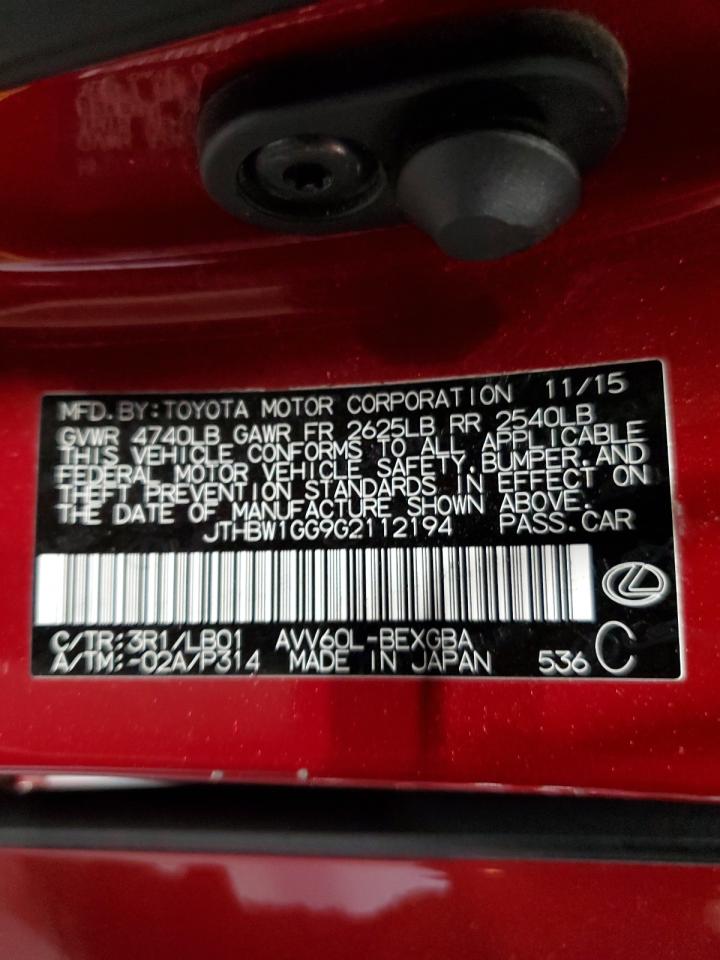 MFD. BY: TOYOTA MOTOR CORPORATION 11/15
GVWR 4740LB GAWR FR 2625LB RR 2540LB
THIS VEHICLE CONFORMS TO ALL APPLICABLE
FEDERAL MOTOR VEHICLE SAFETY, BUMPER, AND
THEFT PREVENTION STANDARDS IN EFFECT ON
THE DATE OF MANUFACTURE SHOWN ABOVE.
JTHBW1GG9G2112194 PASS. CAR
C/TR: 3R1/LB01 AVV60L-BEXGBA
A/TM:-02A/P314 MADE IN JAPAN 536 C